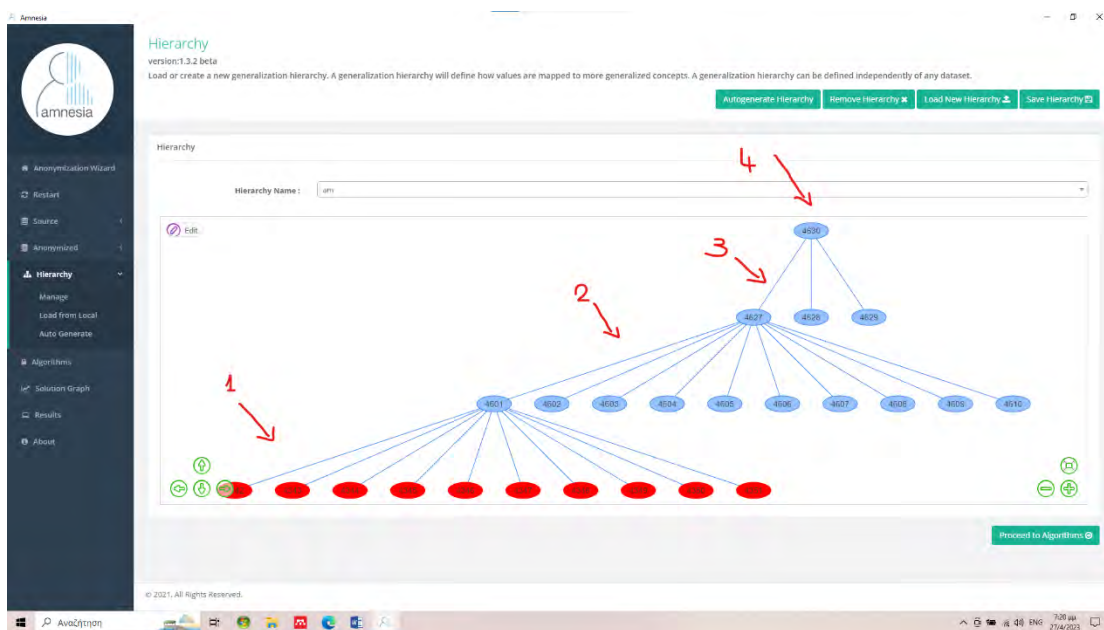 Amnesia
amnesia
Anonymization Wizard
Restart
Source
Anonymized
Hierarchy
Manage
Load from Local
Auto Generate
Algorithms
Solution Graph
Results
About
Hierarchy
version:1.3.2 beta
Load or create a new generalization hierarchy. A generalization hierarchy will define how values are mapped to more generalized concepts. A generalization hierarchy can be defined independently of any dataset.
Autogenerate Hierarchy Remove Hierarchy Load New Hierarchy Save Hierarchy
Hierarchy
Hierarchy Name : am
Edit
4
4630
3
4627 4628 4629
2
4601 4602 4603 4604 4605 4606 4607 4608 4609 4610
1
Proceed to Algorithms
© 2021, All Rights Reserved.
Αναζήτηση
ENG
7:20 μμ
27/4/2023